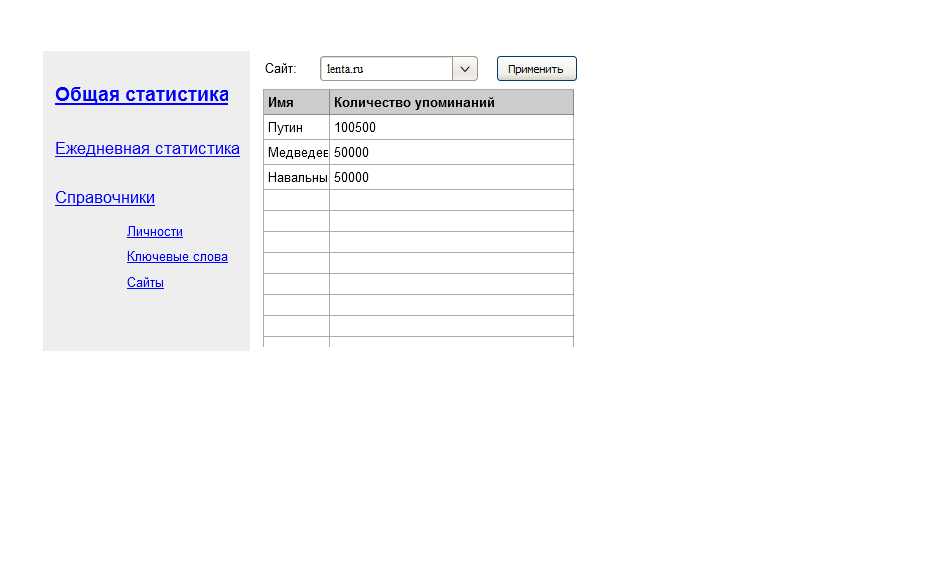 Общая статистика
Ежедневная статистика
Справочники
Личности
Ключевые слова
Сайты
Сайт: lenta.ru Применить
Имя Количество упоминаний
Путин 100500
Медведев 50000
Навальны 50000